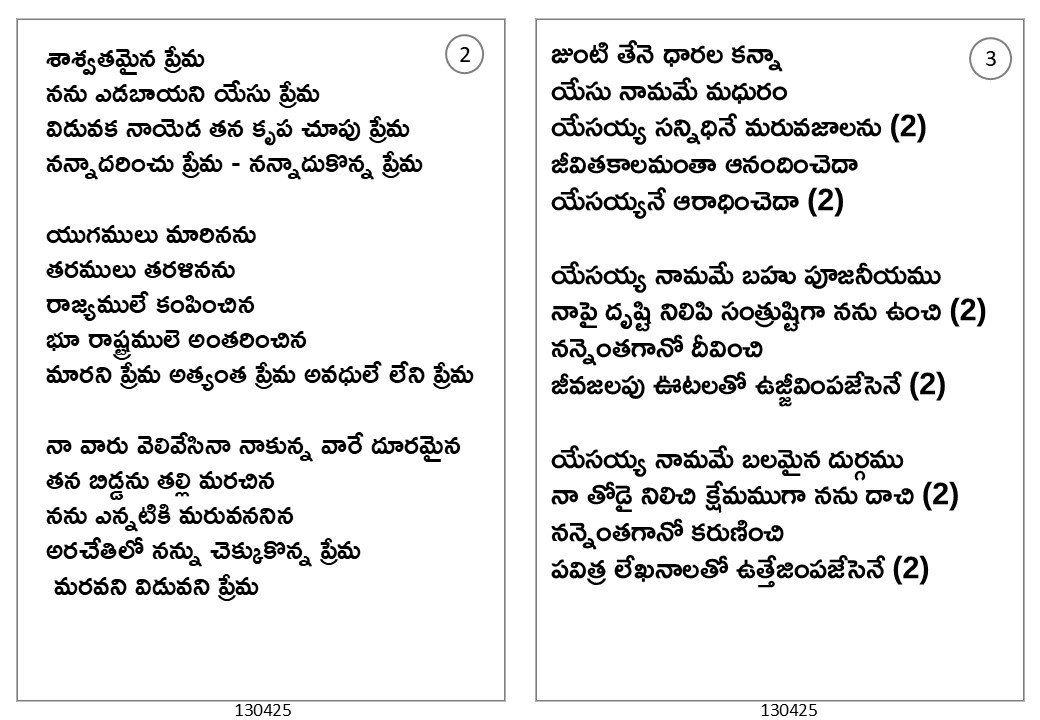 2
శాశ్వతమైన ప్రేమ
నను ఎడబాయని యేసు ప్రేమ
విడువక నాయెడ తన కృప చూపు ప్రేమ
నన్నాదరించు ప్రేమ - నన్నాదుకొన్న ప్రేమ
యుగములు మారినను
తరములు తరళినను
రాజ్యములే కంపించిన
భూ రాష్ట్రములె అంతరించిన
మారని ప్రేమ అత్యంత ప్రేమ అవధులే లేని ప్రేమ
నా వారు వెలివేసినా నాకున్న వారే దూరమైన
తన బిడ్డను తల్లి మరచిన
నను ఎన్నటికి మరువననిన
అరచేతిలో నన్ను చెక్కుకొన్న ప్రేమ
మరవని విడువని ప్రేమ
130425
3
జుంటి తేనె ధారల కన్నా
యేసు నామమే మధురం
యేసయ్య సన్నిధినే మరువజాలను (2)
జీవితకాలమంతా ఆనందించెదా
యేసయ్యనే ఆరాధించెదా (2)
యేసయ్య నామమే బహు పూజనీయము
నాపై దృష్టి నిలిపి సంత్రుష్టిగా నను ఉంచి (2)
నన్నెంతగానో దీవించి
జీవజలపు ఊటలతో ఉజ్జీవింపజేసెనే (2)
యేసయ్య నామమే బలమైన దుర్గము
నా తోడై నిలిచి క్షేమముగా నను దాచి (2)
నన్నెంతగానో కరుణించి
పవిత్ర లేఖనాలతో ఉత్తేజింపజేసెనే (2)
130425